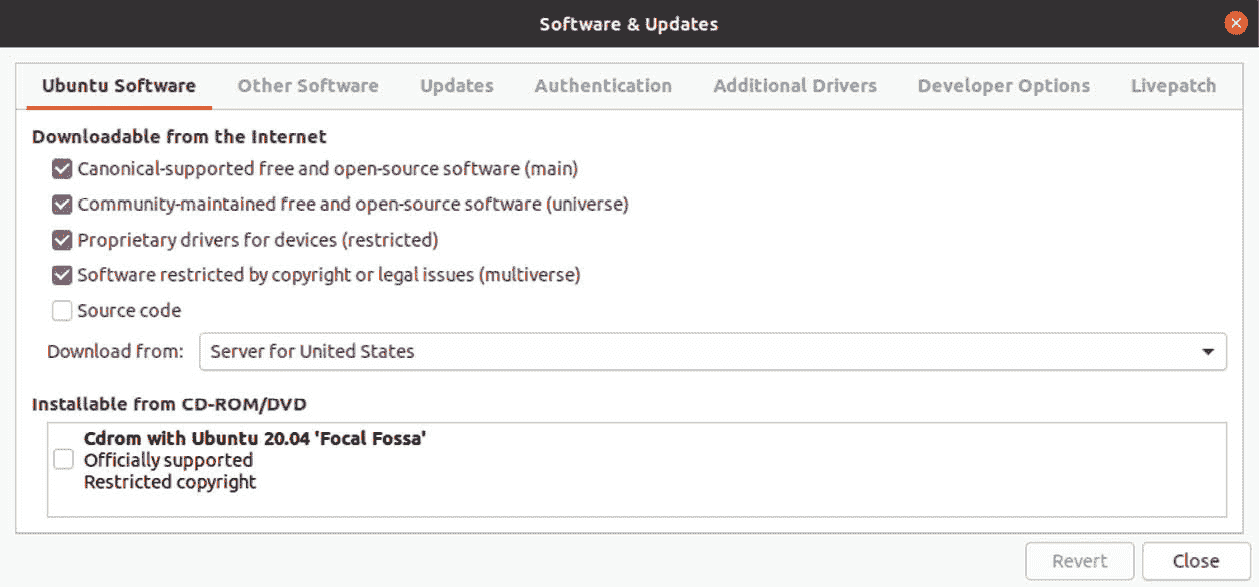 Software & Updates
Ubuntu Software Other Software Updates Authentication Additional Drivers Developer Options Livepatch
Downloadable from the Internet
Canonical-supported free and open-source software (main)
Community-maintained free and open-source software (universe)
Proprietary drivers for devices (restricted)
Software restricted by copyright or legal issues (multiverse)
Source code
Download from: Server for United States
Installable from CD-ROM/DVD
Cdrom with Ubuntu 20.04 'Focal Fossa'
Officially supported
Restricted copyright
Revert Close